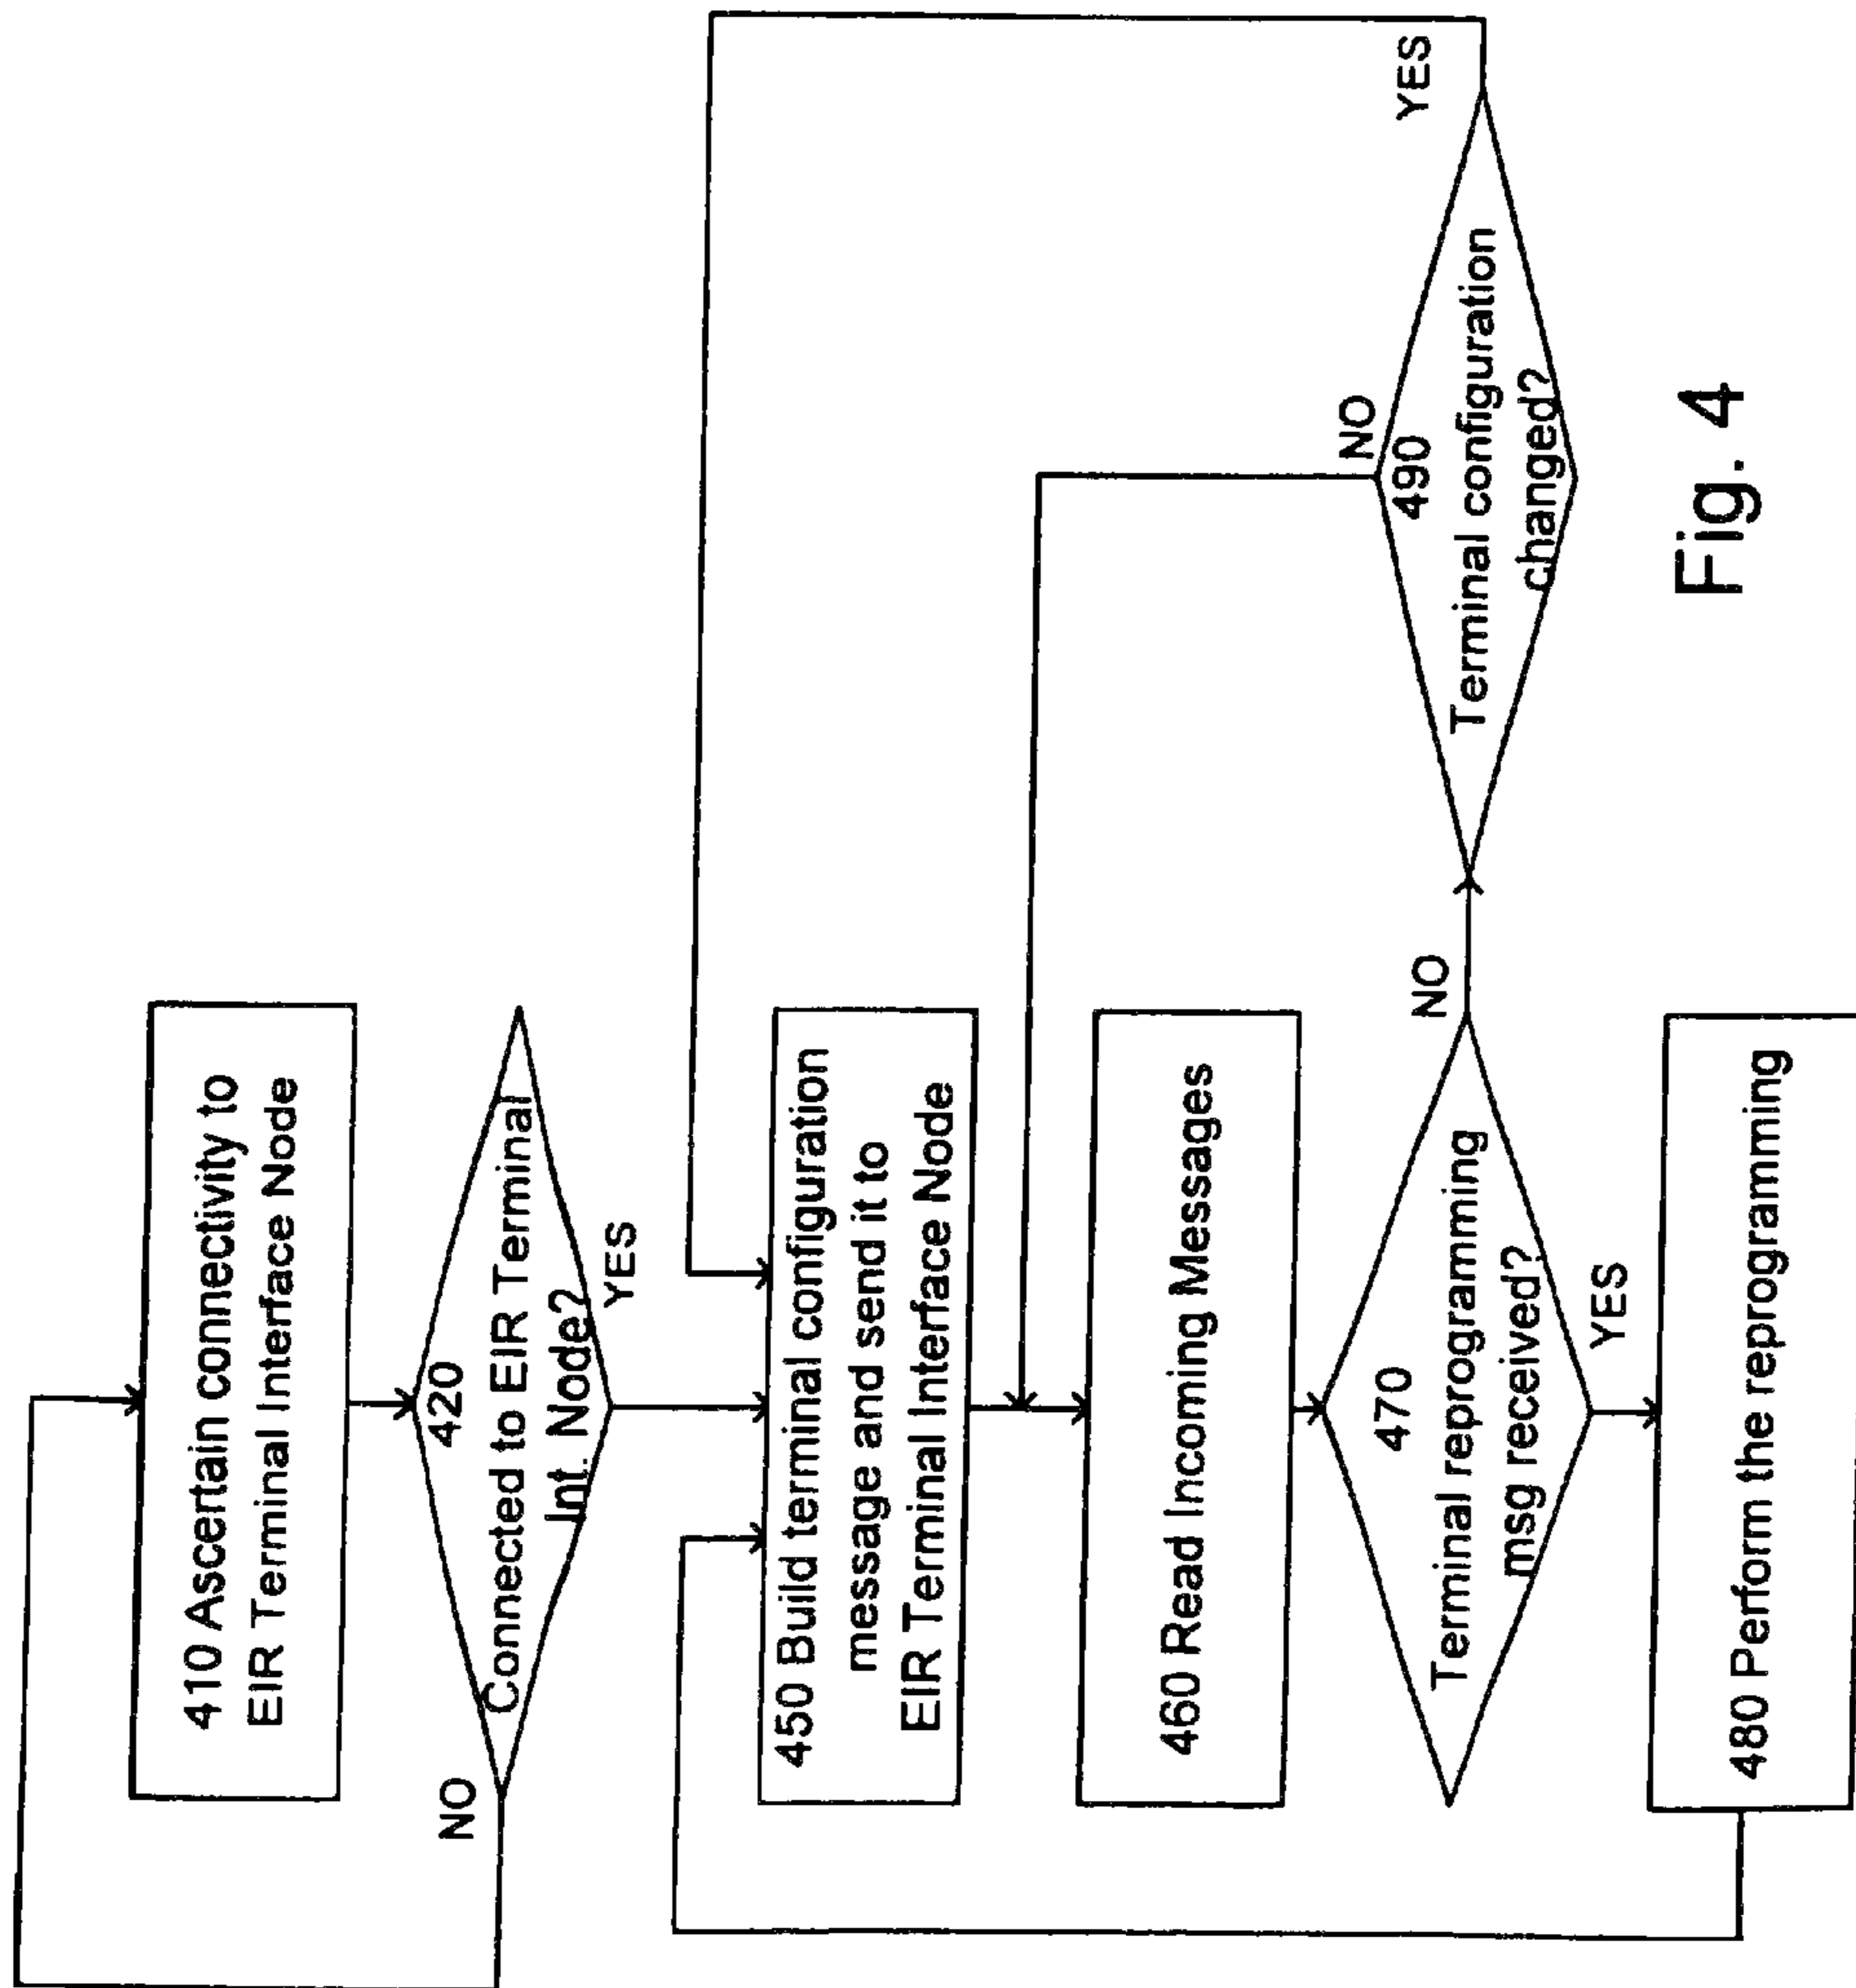 410 Ascertain connectivity to
EIR Terminal Interface Node
420
Connected to EIR Terminal
Int. Node?
NO
YES
450 Build terminal configuration
message and send it to
EIR Terminal Interface Node
460 Read Incoming Messages
470
Terminal reprogramming
msg received?
NO
YES
480 Perform the reprogramming
NO
490
Terminal configuration
changed?
YES
Fig. 4